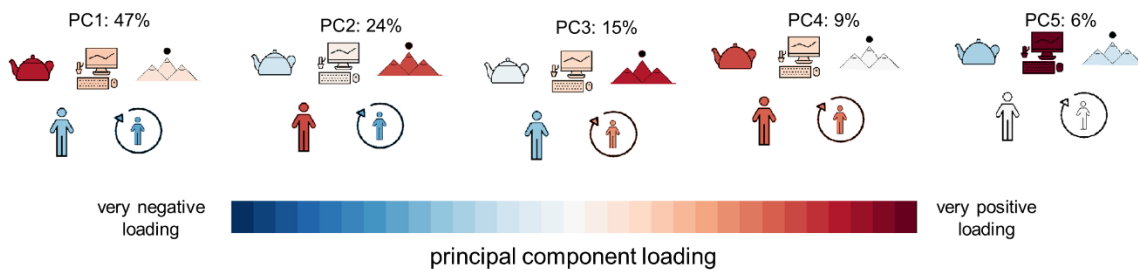 PC1: 47%
PC2: 24%
PC3: 15%
PC4: 9%
PC5: 6%
very negative
loading
very positive
loading
principal component loading